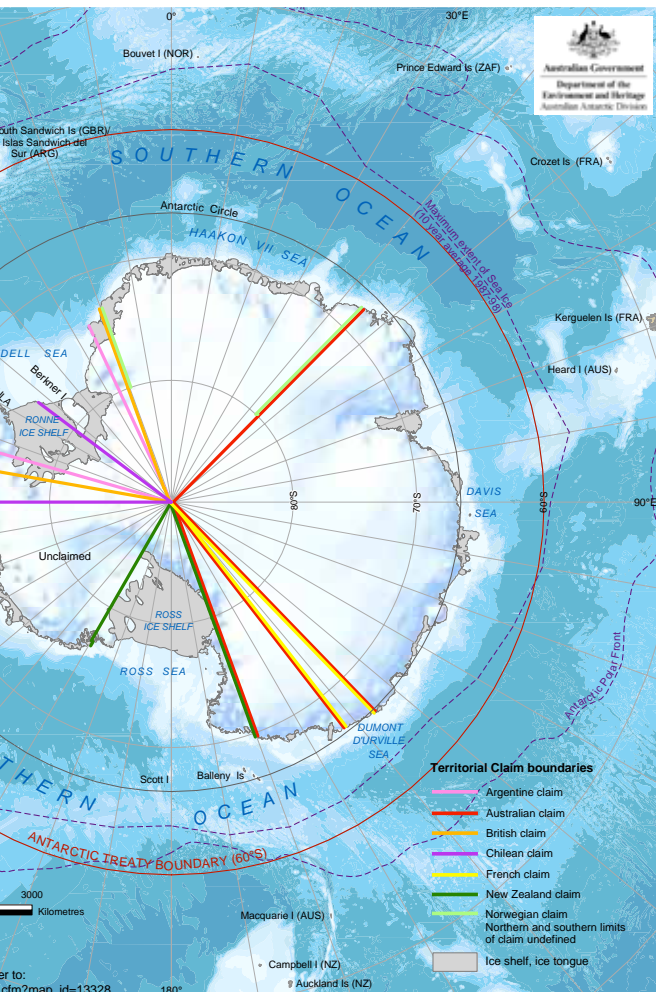 0°
30°E
Bouvet I (NOR)
Prince Edward Is (ZAF)
Australian Government
Department of the
Environment and Heritage
Australian Antarctic Division
outh Sandwich Is (GBR)/
Islas Sandwich del
Sur (ARG)
SOUTHERN OCEAN
Crozet Is (FRA)
Antarctic Circle
HAAKON VII SEA
Maximum extent of Sea Ice
(10 year average 1987-98)
Kerguelen Is (FRA)
DELL SEA
Heard I (AUS)
Berkner I
LA
RONNE
ICE SHELF
80°S
70°S
60°S
90°E
DAVIS
SEA
Unclaimed
ROSS
ICE SHELF
ROSS SEA
Antarctic Polar Front
DUMONT
D'URVILLE
SEA
Scott I
Balleny Is
THERN OCEAN
ANTARCTIC TREATY BOUNDARY (60°S)
Territorial Claim boundaries
Argentine claim
Australian claim
British claim
Chilean claim
French claim
New Zealand claim
Norwegian claim
Northern and southern limits
of claim undefined
Ice shelf, ice tongue
3000
Kilometres
Macquarie I (AUS)
Campbell I (NZ)
Auckland Is (NZ)
er to:
cfm?map_id=13328
180°